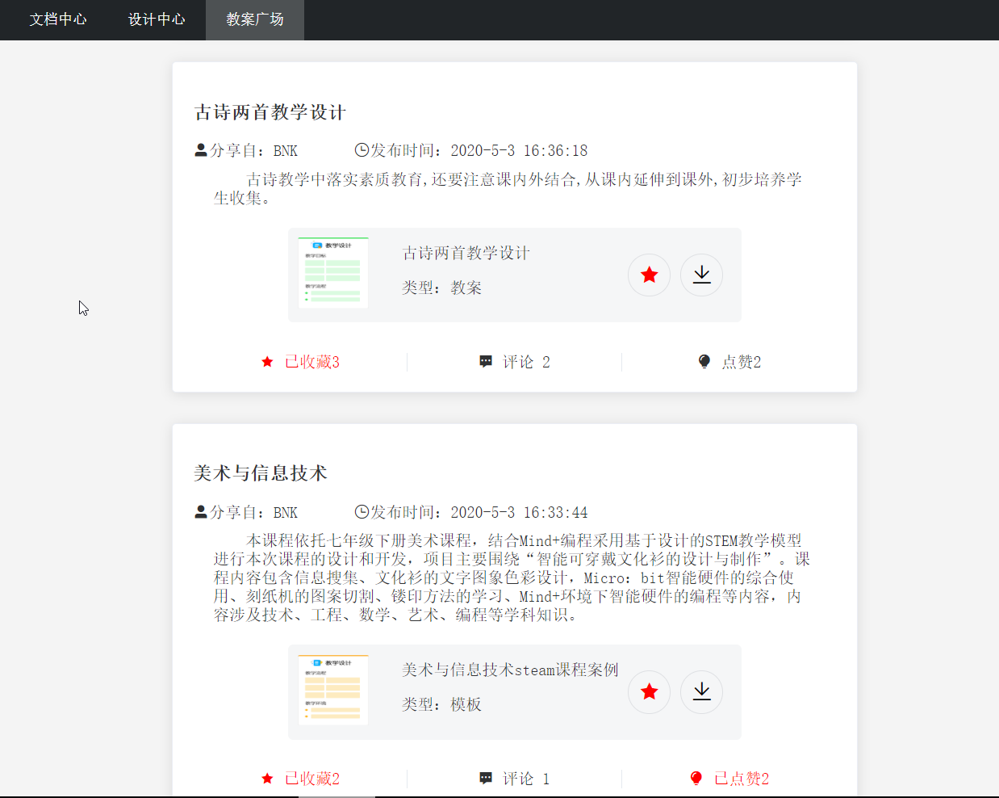 文档中心 设计中心 教案广场
古诗两首教学设计
分享自：BNK 发布时间：2020-5-3 16:36:18
古诗教学中落实素质教育,还要注意课内外结合,从课内延伸到课外,初步培养学
生收集。
教学设计
教学目标
教学流程
古诗两首教学设计
类型：教案
已收藏3 评论 2 点赞2
美术与信息技术
分享自：BNK 发布时间：2020-5-3 16:33:44
本课程依托七年级下册美术课程，结合Mind+编程采用基于设计的STEM教学模型
进行本次课程的设计和开发，项目主要围绕“智能可穿戴文化衫的设计与制作”。课
程内容包含信息搜集、文化衫的文字图象色彩设计，Micro：bit智能硬件的综合使
用、刻纸机的图案切割、镂印方法的学习、Mind+环境下智能硬件的编程等内容，内
容涉及技术、工程、数学、艺术、编程等学科知识。
教学设计
教学流程
教学环境
美术与信息技术steam课程案例
类型：模板
已收藏2 评论 1 已点赞2